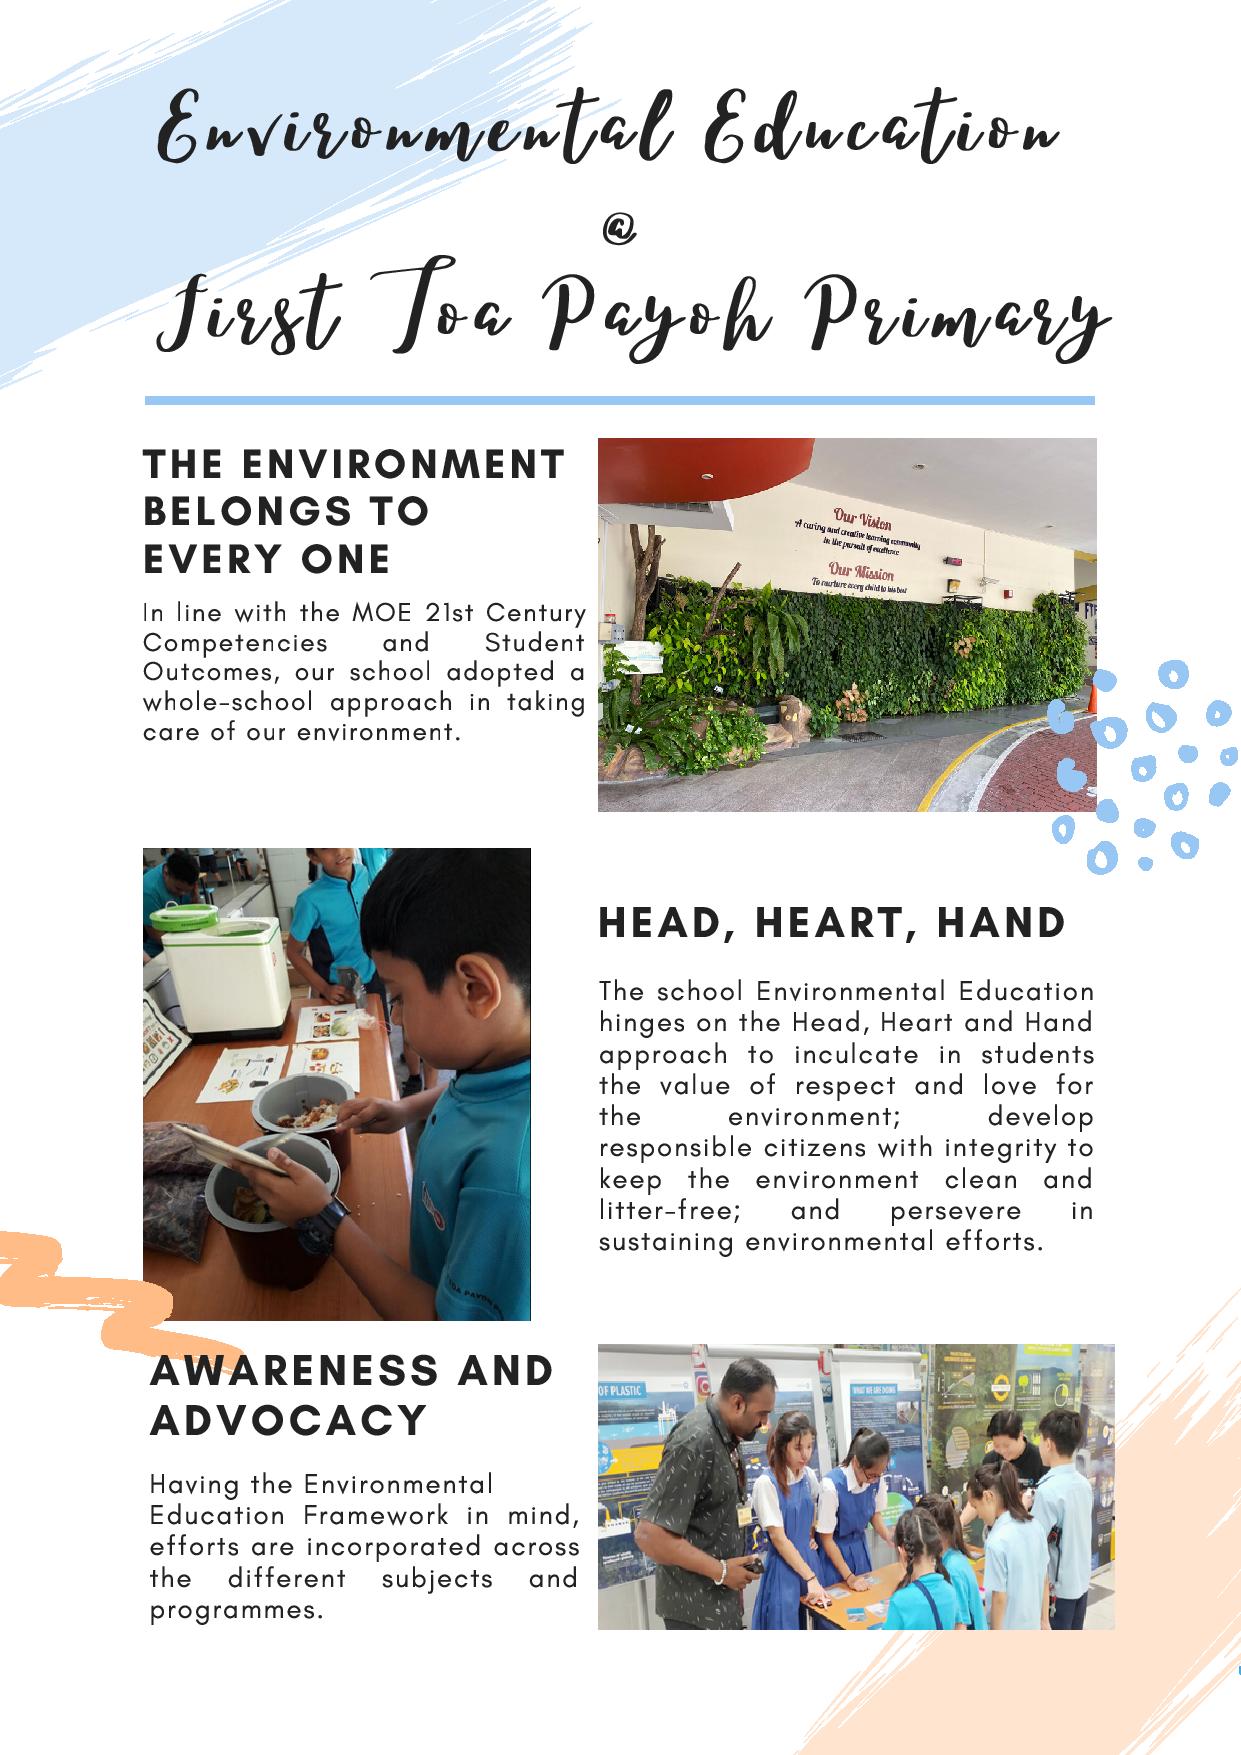 Environmental Education
@
First Toa Payoh Primary
THE ENVIRONMENT
BELONGS TO
EVERY ONE
In line with the MOE 21st Century
Competencies and Student
Outcomes, our school adopted a
whole-school approach in taking
care of our environment.
Our Vision
A caring and creative learning community
in the pursuit of excellence
Our Mission
To nurture every child to his best
HEAD, HEART, HAND
The school Environmental Education
hinges on the Head, Heart and Hand
approach to inculcate in students
the value of respect and love for
the environment; develop
responsible citizens with integrity to
keep the environment clean and
litter-free; and persevere in
sustaining environmental efforts.
TOA PAYOH
AWARENESS AND
ADVOCACY
Having the Environmental
Education Framework in mind,
efforts are incorporated across
the different subjects and
programmes.
OF PLASTIC
WHAT WE ARE DOING